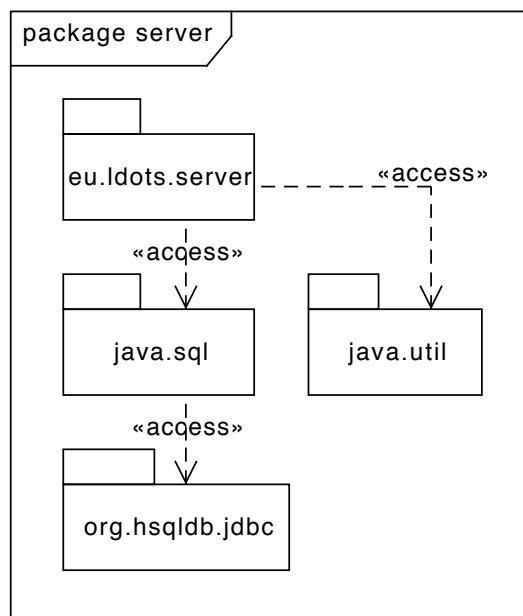 package server
eu.ldots.server
«access»
«access»
java.sql
java.util
«access»
org.hsqldb.jdbc